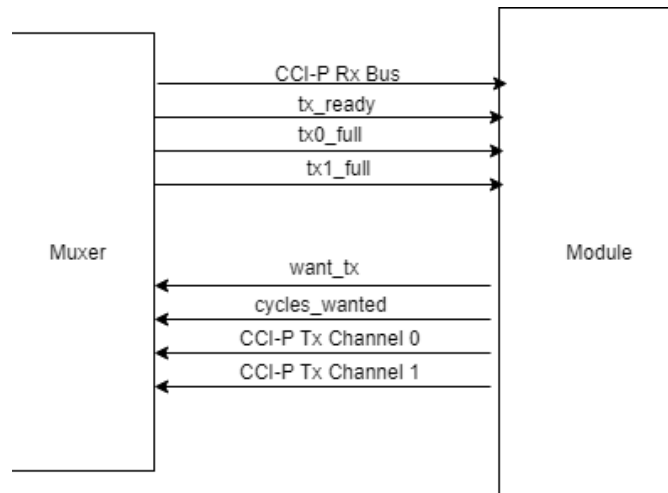 CCI-P Rx Bus
tx_ready
tx0_full
tx1_full
Muxer
Module
want_tx
cycles_wanted
CCI-P Tx Channel 0
CCI-P Tx Channel 1